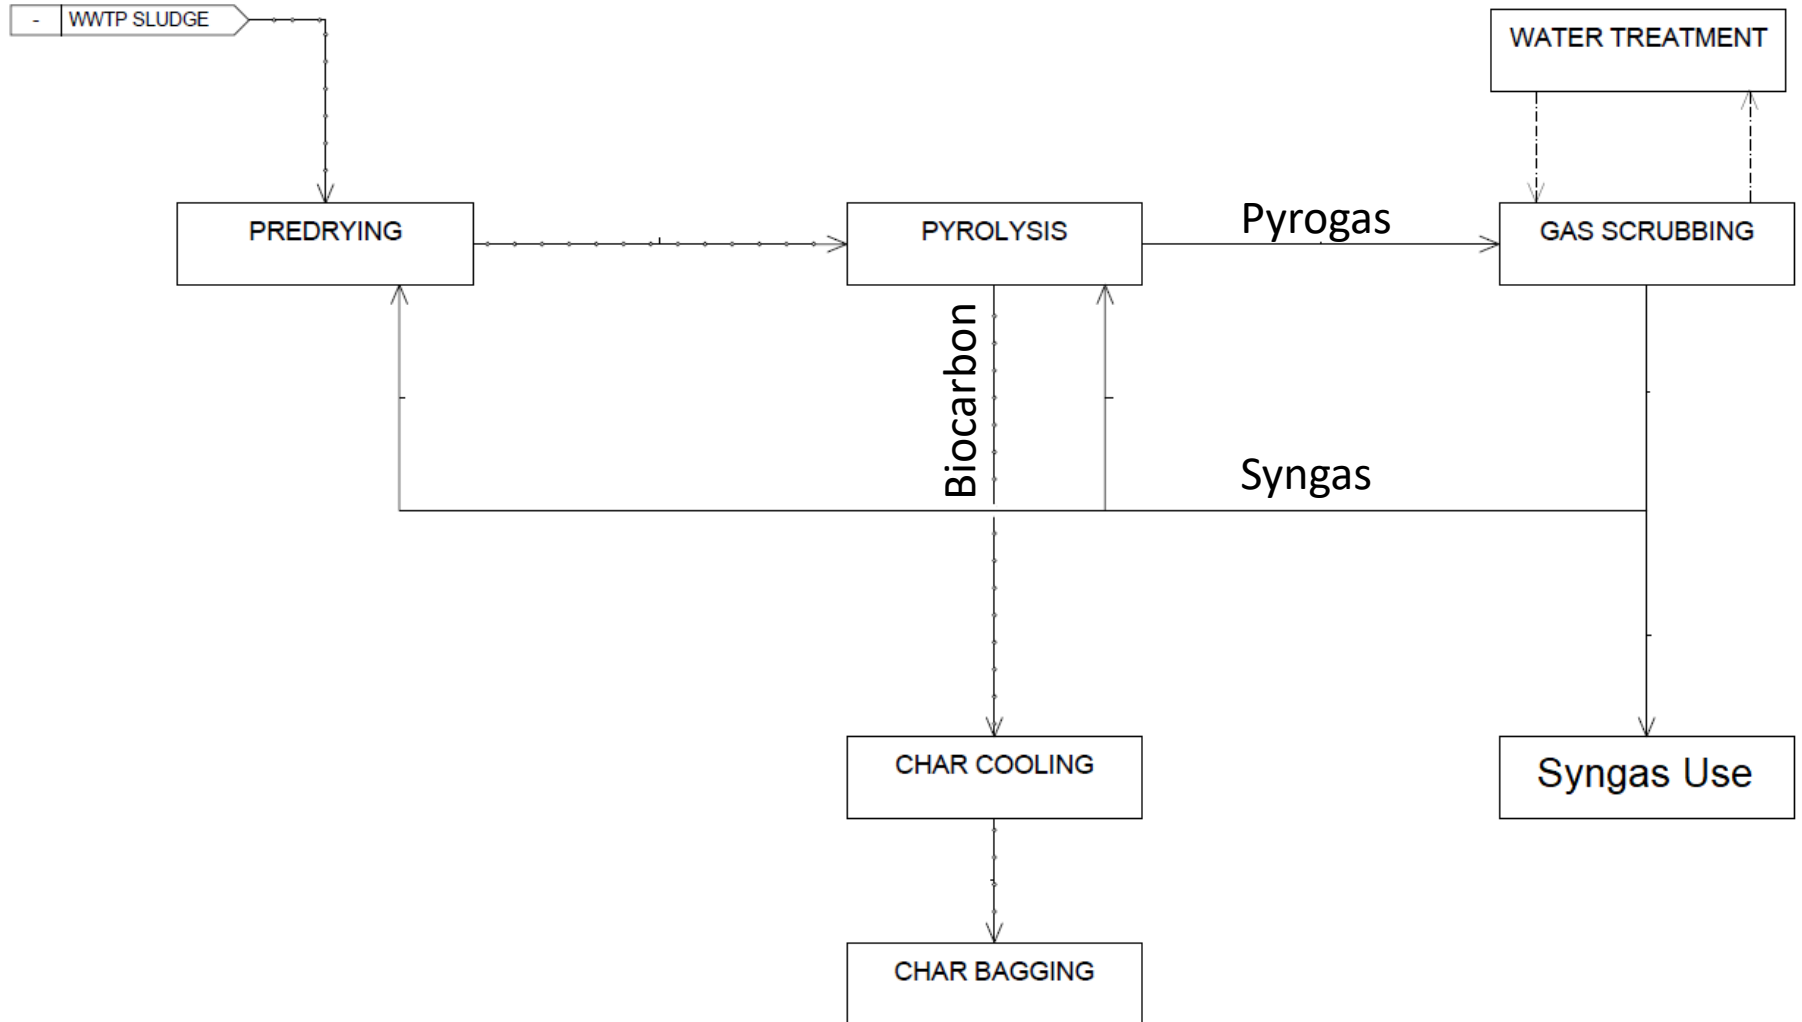 - WWTP SLUDGE
WATER TREATMENT
PREDRYING
PYROLYSIS
Pyrogas
GAS SCRUBBING
Biocarbon
Syngas
CHAR COOLING
Syngas Use
CHAR BAGGING